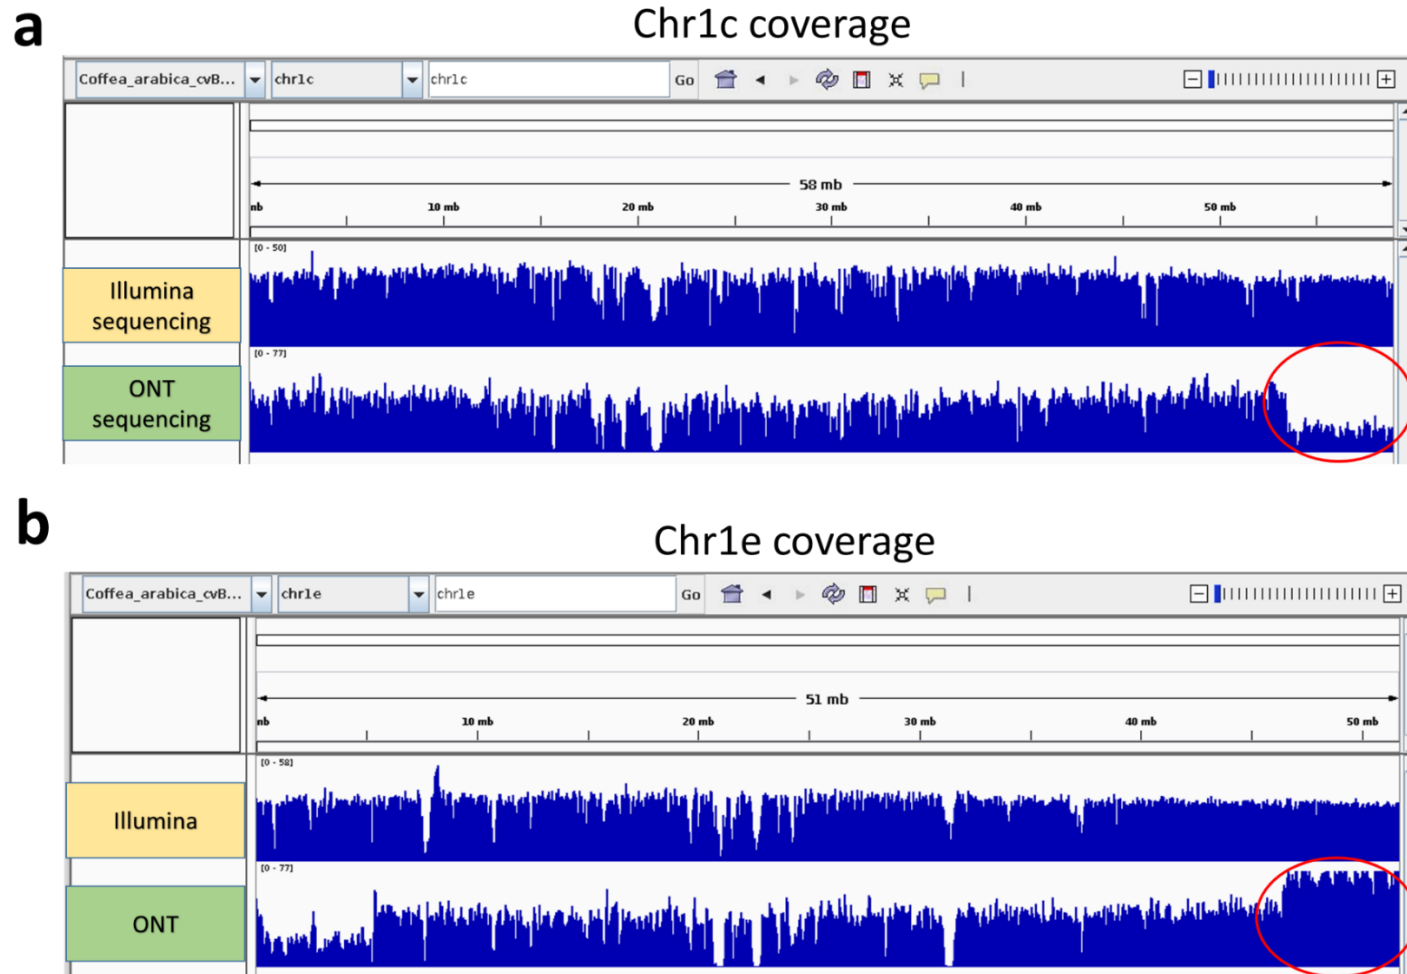 a
Chr1c coverage
Coffea_arabica_cvB... chr1c chr1c Go
58 mb
mb 10 mb 20 mb 30 mb 40 mb 50 mb
[0 - 50]
Illumina
sequencing
[0 - 77]
ONT
sequencing
b
Chr1e coverage
Coffea_arabica_cvB... chr1e chr1e Go
51 mb
mb 10 mb 20 mb 30 mb 40 mb 50 mb
[0 - 58]
Illumina
[0 - 77]
ONT